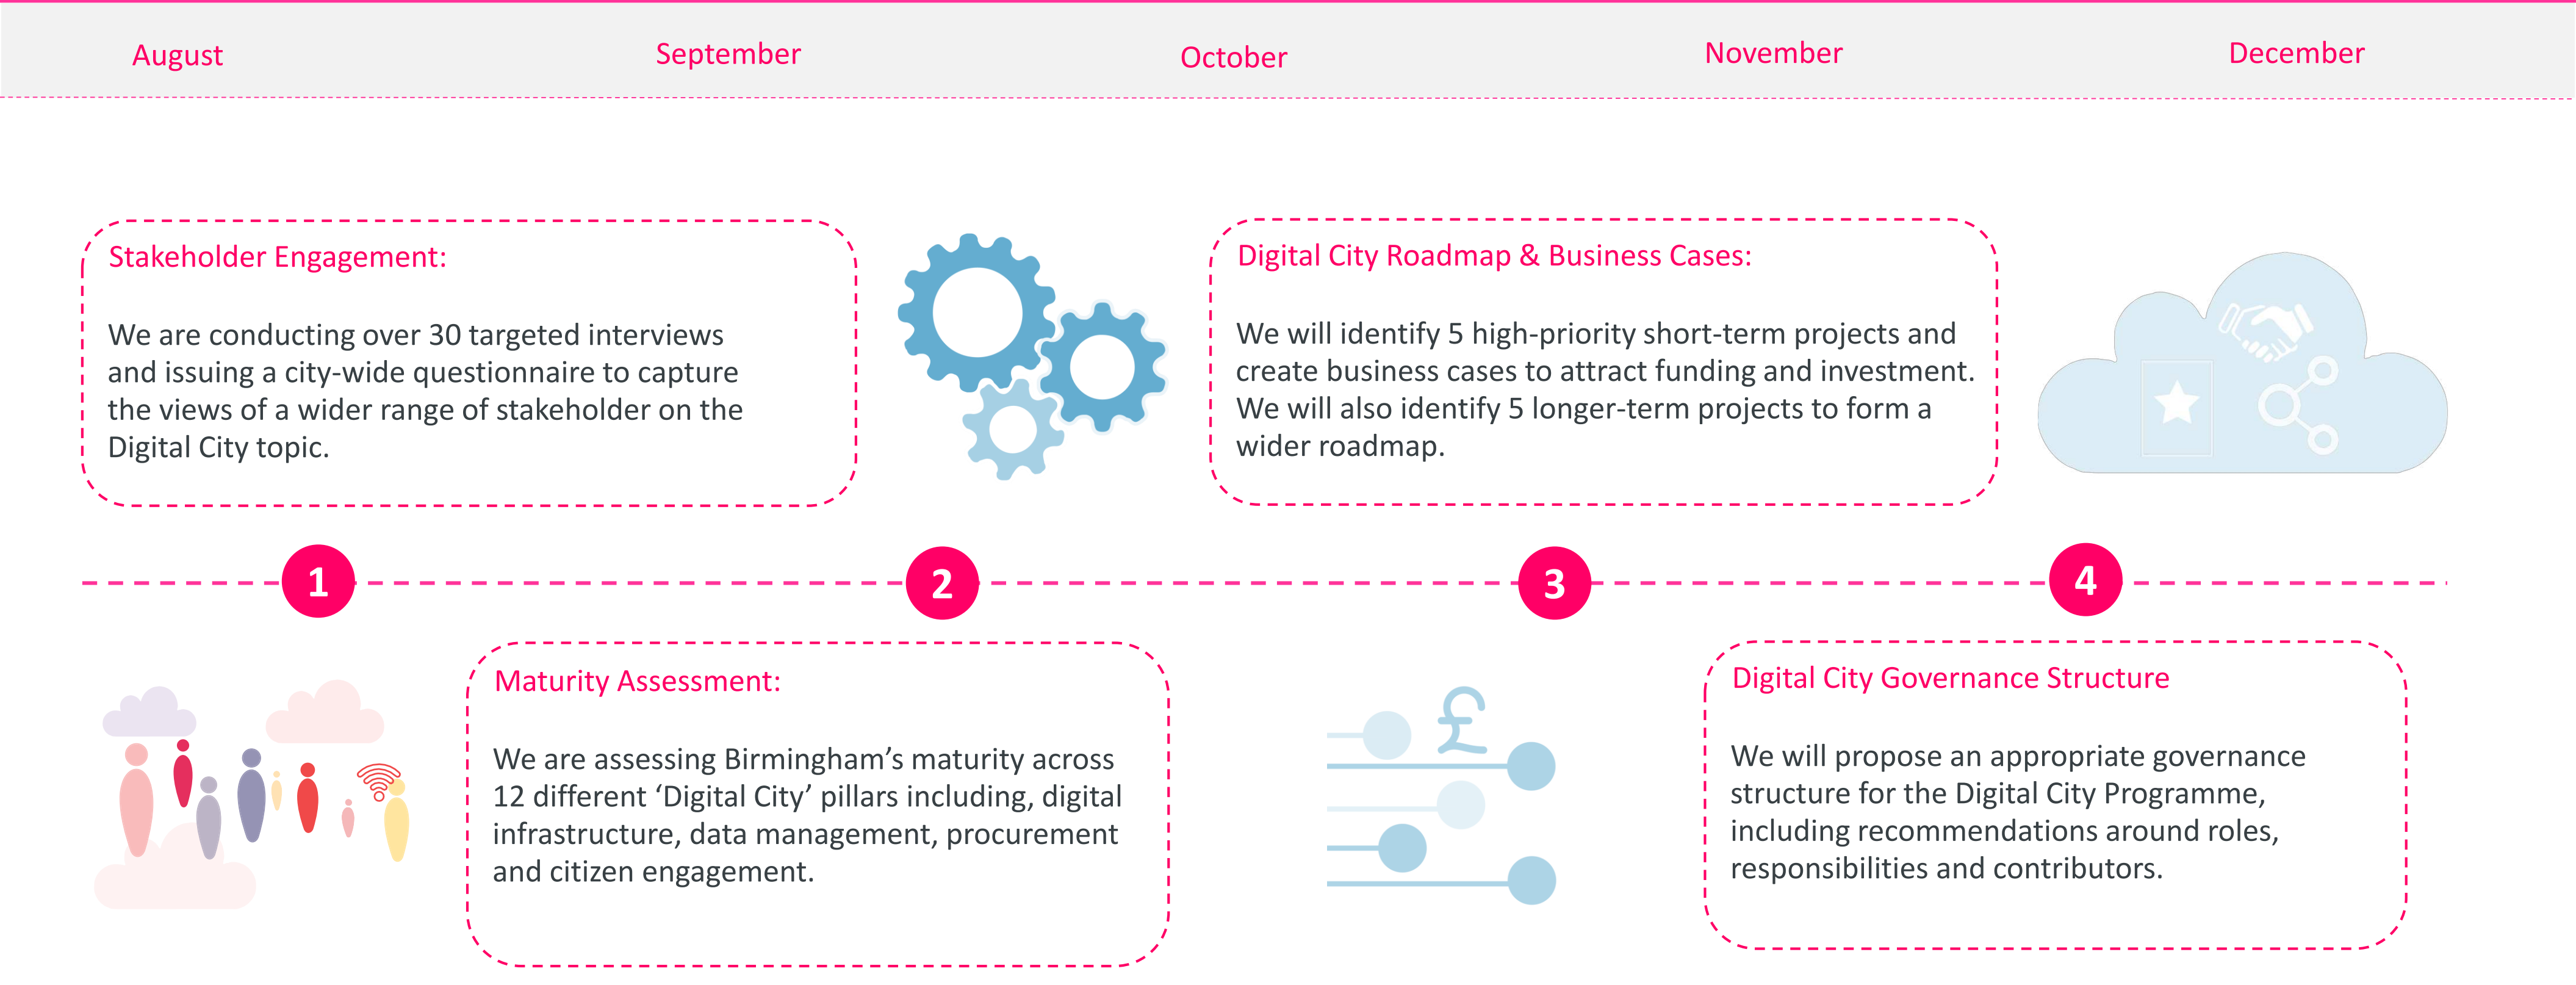 August
September
October
November
December
Stakeholder Engagement:
We are conducting over 30 targeted interviews
and issuing a city-wide questionnaire to capture
the views of a wider range of stakeholder on the
Digital City topic.
Digital City Roadmap & Business Cases:
We will identify 5 high-priority short-term projects and
create business cases to attract funding and investment.
We will also identify 5 longer-term projects to form a
wider roadmap.
1
2
3
4
Maturity Assessment:
We are assessing Birmingham’s maturity across
12 different ‘Digital City’ pillars including, digital
infrastructure, data management, procurement
and citizen engagement.
£
Digital City Governance Structure
We will propose an appropriate governance
structure for the Digital City Programme,
including recommendations around roles,
responsibilities and contributors.